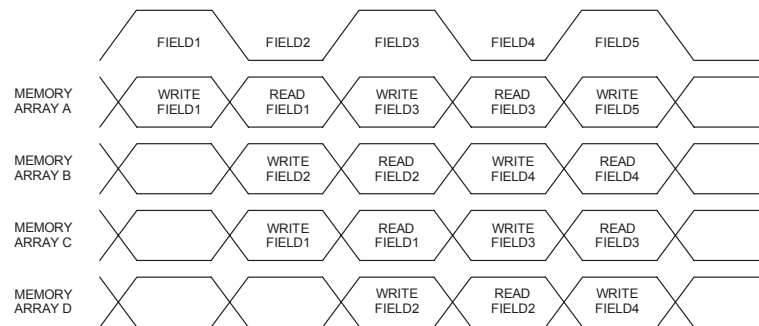 FIELD1 FIELD2 FIELD3 FIELD4 FIELD5
MEMORY
ARRAY A
WRITE
FIELD1
READ
FIELD1
WRITE
FIELD3
READ
FIELD3
WRITE
FIELD5
MEMORY
ARRAY B
WRITE
FIELD2
READ
FIELD2
WRITE
FIELD4
READ
FIELD4
MEMORY
ARRAY C
WRITE
FIELD1
READ
FIELD1
WRITE
FIELD3
READ
FIELD3
MEMORY
ARRAY D
WRITE
FIELD2
READ
FIELD2
WRITE
FIELD4